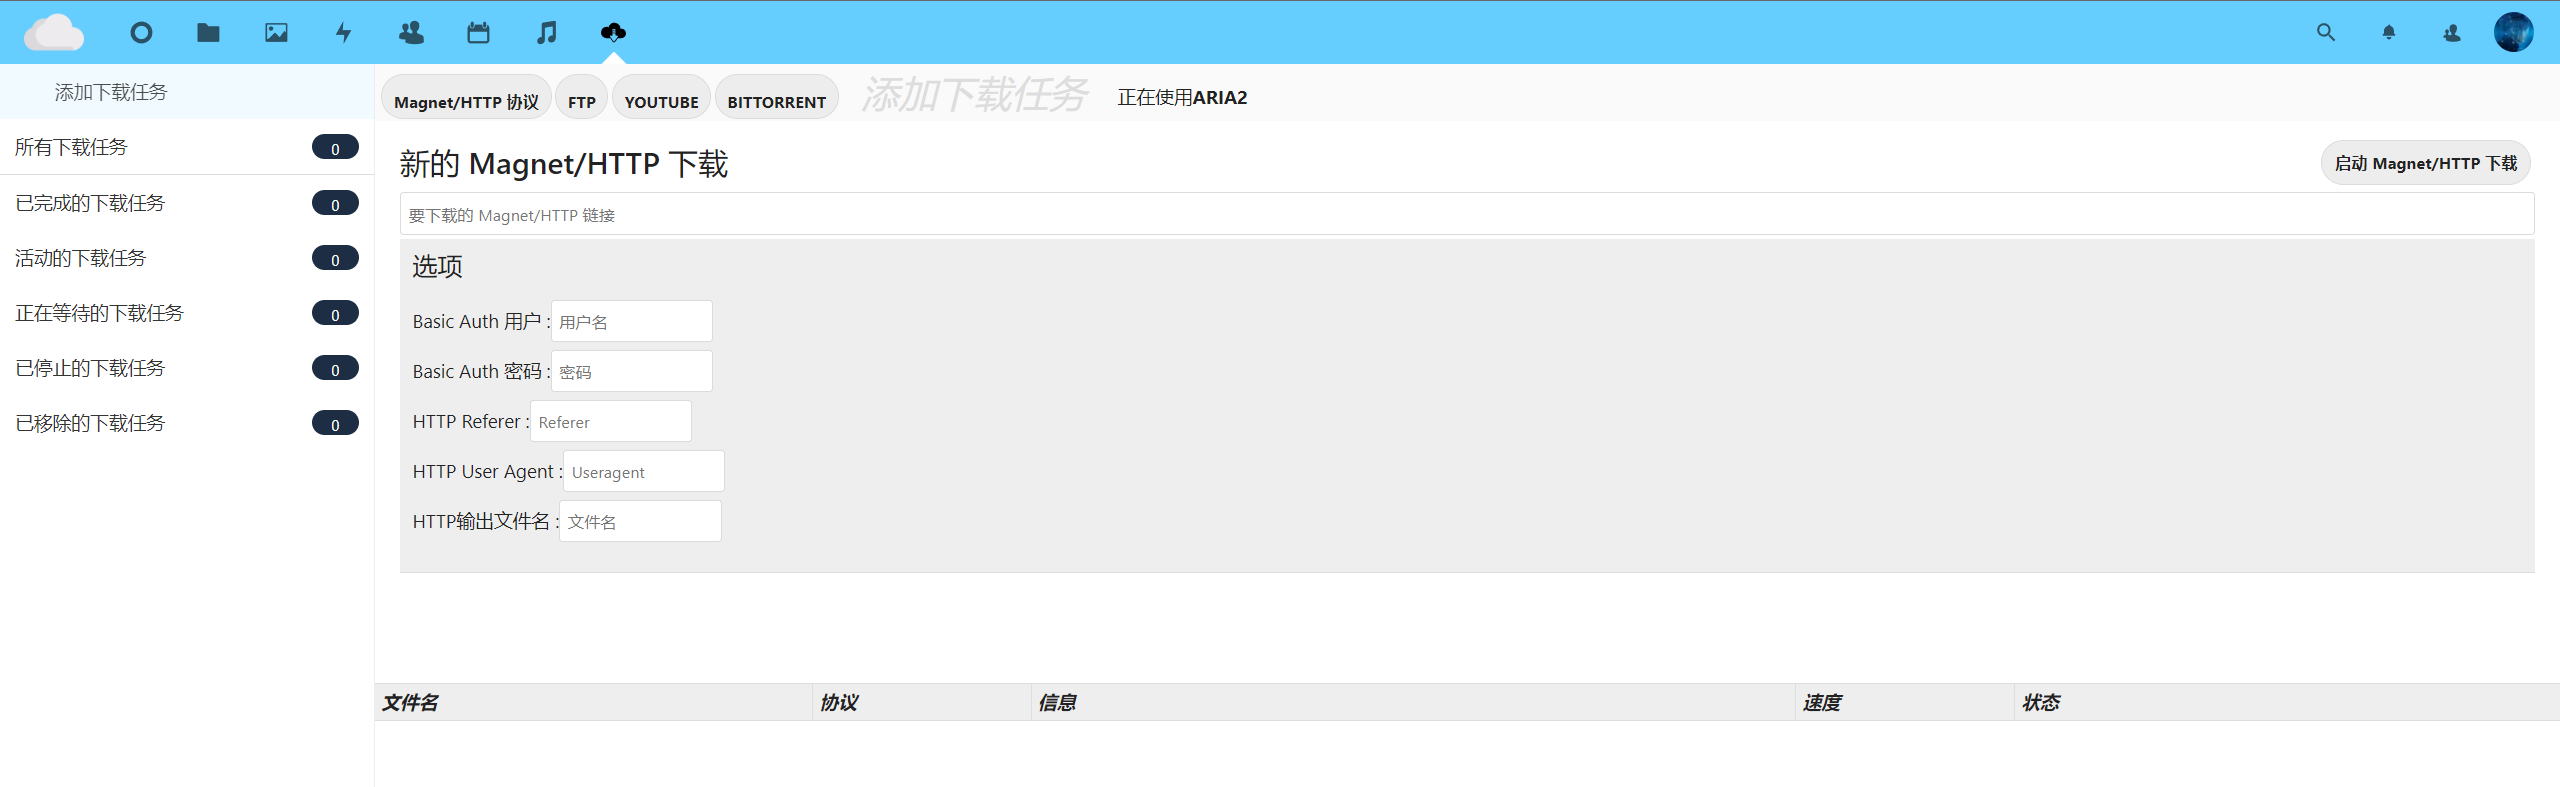 添加下载任务
所有下载任务 0
已完成的下载任务 0
活动的下载任务 0
正在等待的下载任务 0
已停止的下载任务 0
已移除的下载任务 0
Magnet/HTTP 协议 FTP YOUTUBE BITTORRENT 添加下载任务 正在使用ARIA2
新的 Magnet/HTTP 下载 启动 Magnet/HTTP 下载
要下载的 Magnet/HTTP 链接
选项
Basic Auth 用户 : 用户名
Basic Auth 密码 : 密码
HTTP Referer : Referer
HTTP User Agent : Useragent
HTTP输出文件名 : 文件名
文件名 协议 信息 速度 状态